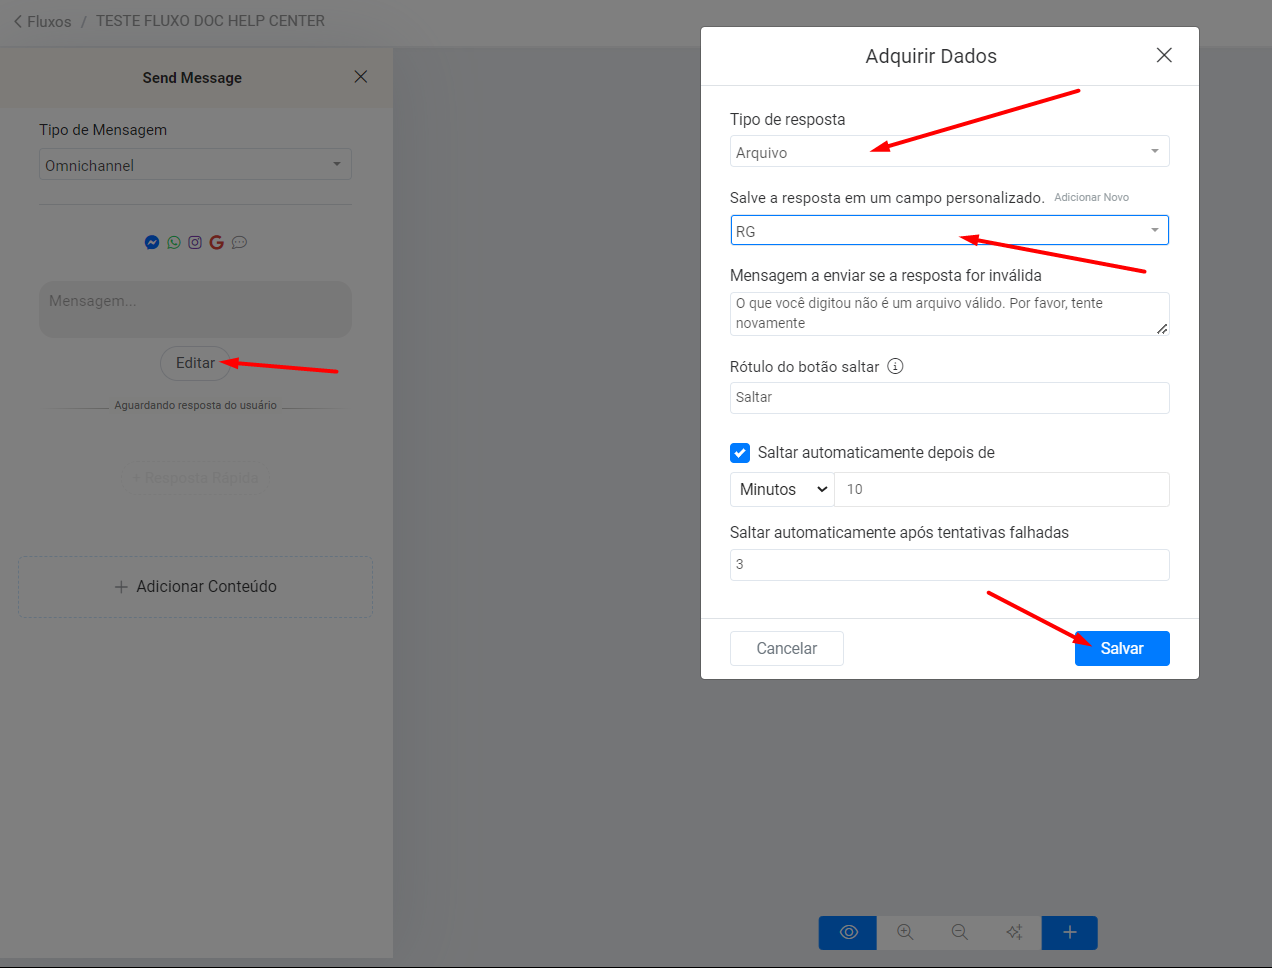 Fluxos / TESTE FLUXO DOC HELP CENTER
Send Message
Tipo de Mensagem
Omnichannel
Mensagem...
Editar
Aguardando resposta do usuário
+ Resposta Rápida
Adicionar Conteúdo
Adquirir Dados
Tipo de resposta
Arquivo
Salve a resposta em um campo personalizado. Adicionar Novo
RG
Mensagem a enviar se a resposta for inválida
O que você digitou não é um arquivo válido. Por favor, tente
novamente
Rótulo do botão saltar
Saltar
Saltar automaticamente depois de
Minutos 10
Saltar automaticamente após tentativas falhadas
3
Cancelar Salvar